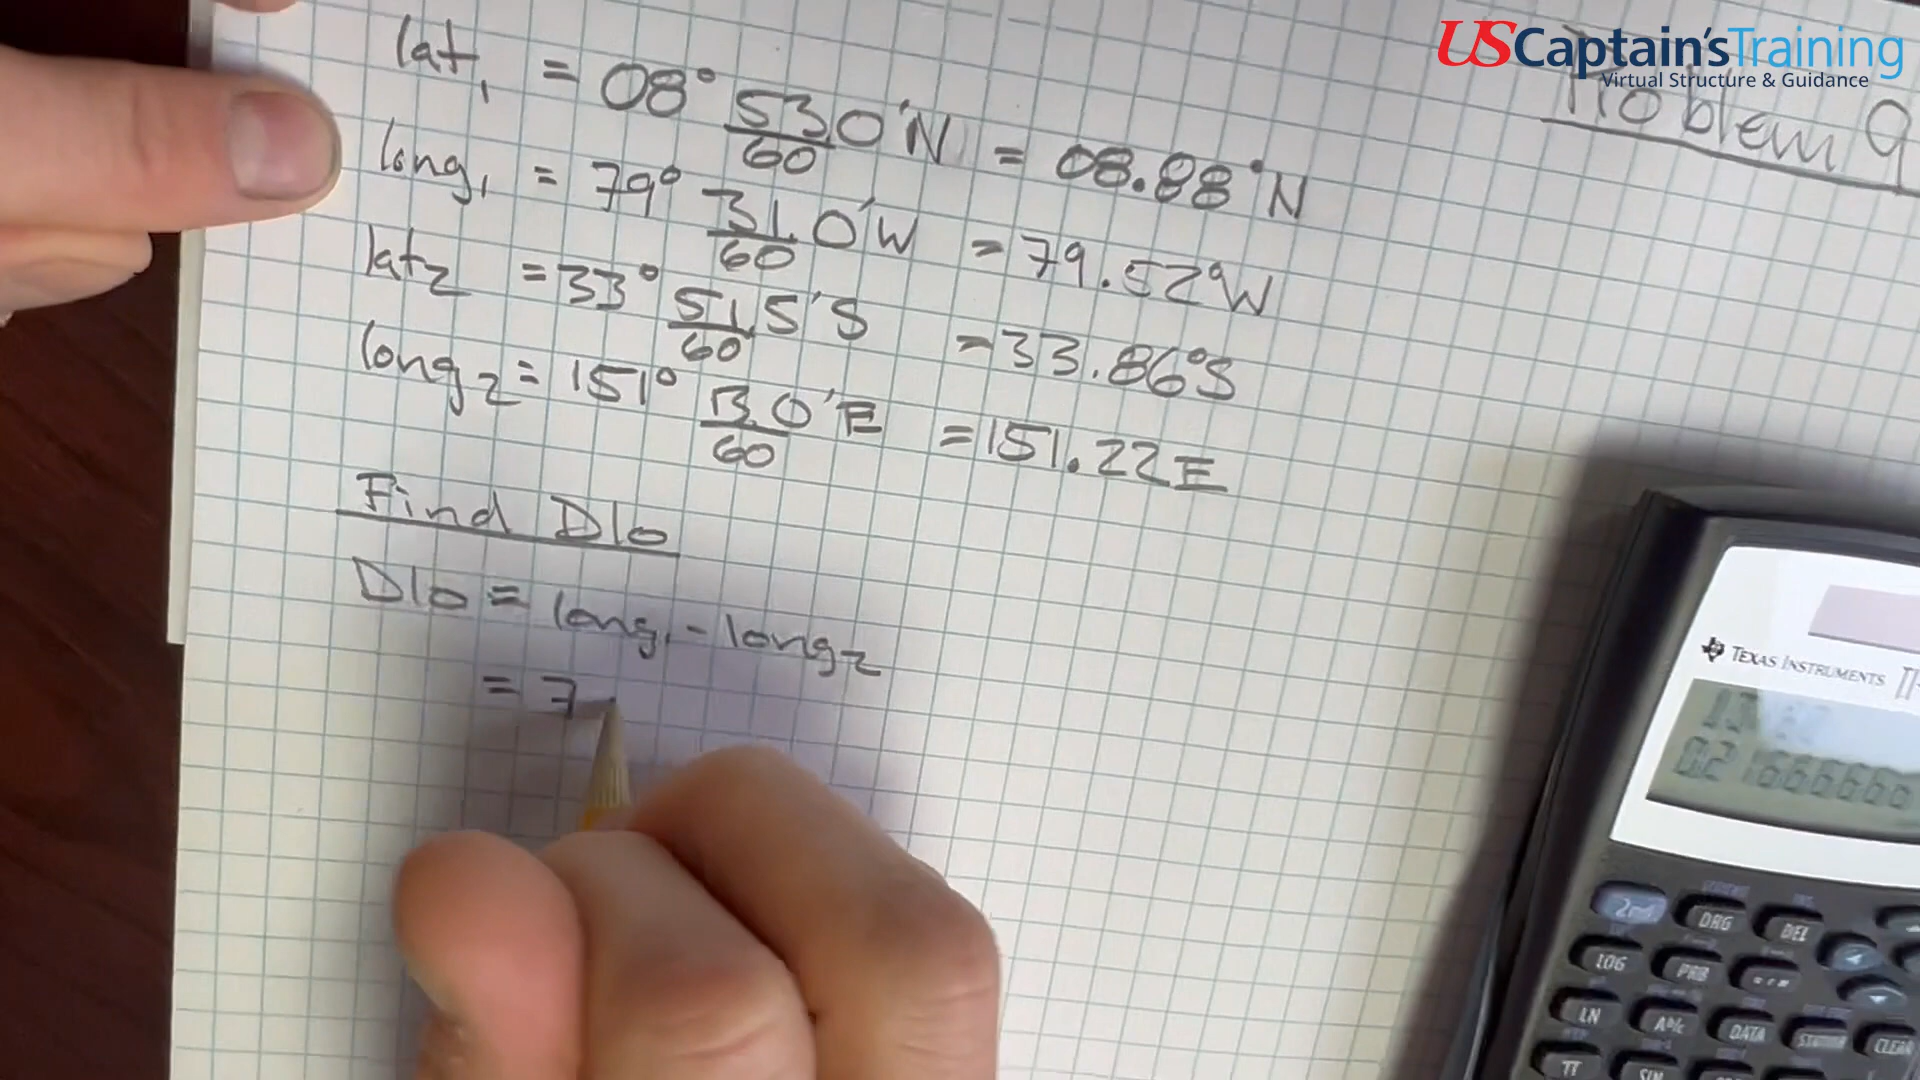 USCaptain'sTraining
Virtual Structure & Guidance
Problem 9
lat₁ = 08° 53.0'N = 08.88°N
60
long₁ = 79° 31.0'W = 79.52°W
60
lat₂ = 33° 51.5'S = 33.86°S
60
long₂ = 151° 13.0'E = 151.22E
60
Find Dlo
Dlo = long₁ - long₂
= 7
TEXAS INSTRUMENTS
2nd DRG DEL
LOG PRB
LN Ab/c DATA STATVAR CLEAR
π SIN